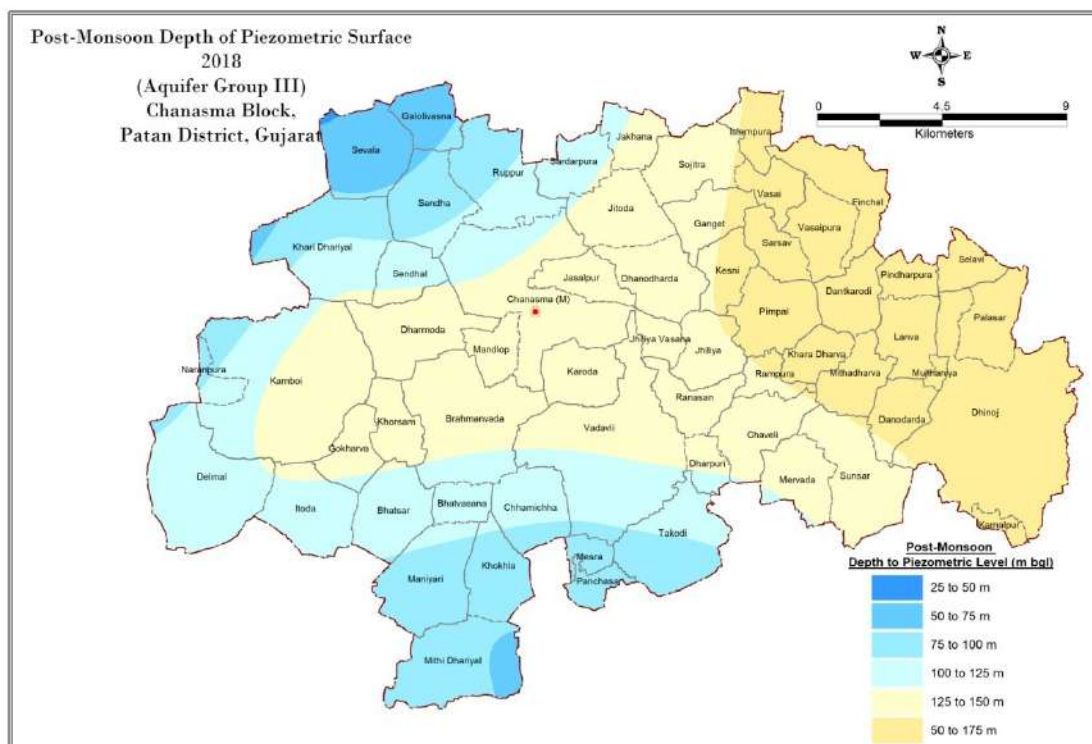 Post-Monsoon Depth of Piezometric Surface
2018
(Aquifer Group III)
Chanasma Block,
Patan District, Gujarat
N
W E
S
0 4.5 9
Kilometers
Galolivasna
Sevala
Jakhana
Islampura
Sardarpura
Sojitra
Ruppur
Vasai
Sandha
Finchal
Jitoda
Ganget
Vasaipura
Khari Dhariyal
Sarsav
Sendhal
Kesni
Selavi
Jasalpur
Dhanodharda
Pindharpura
Dantkarodi
Chanasma (M)
Pimpal
Palasar
Dharmoda
Jhiliya Vasana
Lanva
Mandlop
Jhiliya
Khara Dharva
Naranpura
Karoda
Rampura
Mithadharva
Multhaniya
Kamboi
Ranasan
Dhinoj
Khorsam
Brahmanvada
Danodarda
Vadavli
Chaveli
Gokharva
Dharpuri
Delmal
Mervada
Sunsar
Itoda
Bhatsar
Bhatvasana
Chhamichha
Kamalpur
Takodi
Mesra
Khokhla
Maniyari
Panchasar
Mithi Dhariyal
Post-Monsoon
Depth to Piezometric Level (m bgl)
25 to 50 m
50 to 75 m
75 to 100 m
100 to 125 m
125 to 150 m
50 to 175 m